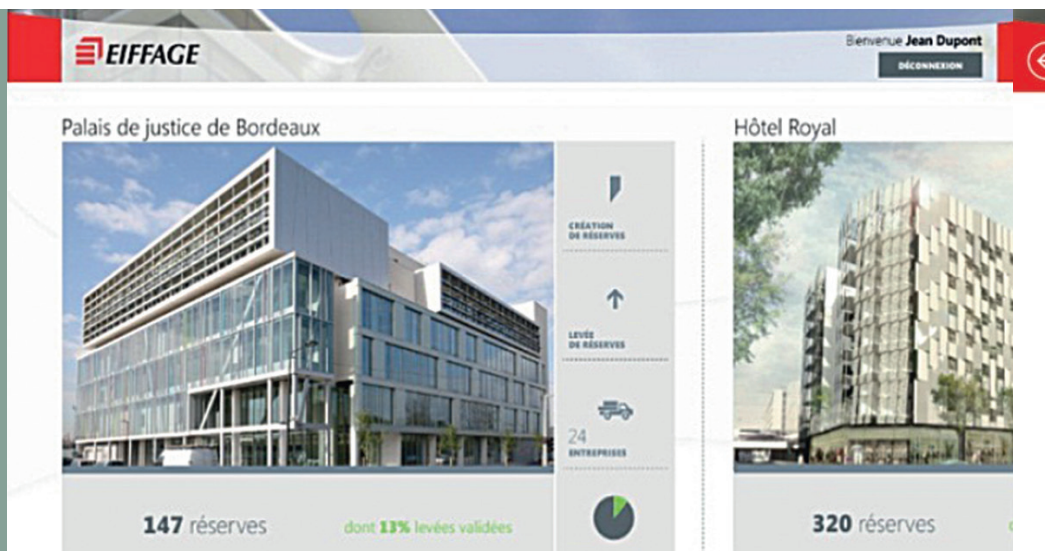 EIFFAGE
Bienvenue Jean Dupont
DÉCONNEXION
Palais de justice de Bordeaux
CRÉATION
DE RÉSERVES
LEVÉE
DE RÉSERVES
24
ENTREPRISES
147 réserves
dont 13% levées validées
Hôtel Royal
320 réserves